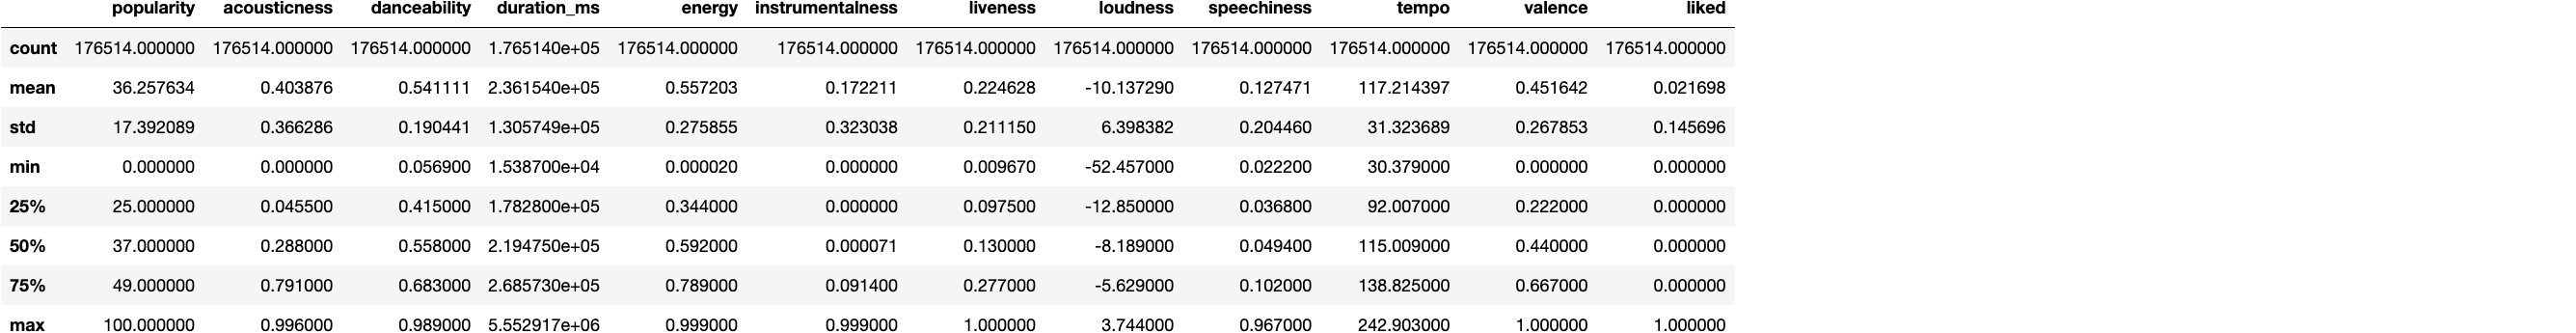 popularity acousticness danceability duration_ms energy instrumentalness liveness loudness speechiness tempo valence liked
count 176514.000000 176514.000000 176514.000000 1.765140e+05 176514.000000 176514.000000 176514.000000 176514.000000 176514.000000 176514.000000 176514.000000 176514.000000
mean 36.257634 0.403876 0.541111 2.361540e+05 0.557203 0.172211 0.224628 -10.137290 0.127471 117.214397 0.451642 0.021698
std 17.392089 0.366286 0.190441 1.305749e+05 0.275855 0.323038 0.211150 6.398382 0.204460 31.323689 0.267853 0.145696
min 0.000000 0.000000 0.056900 1.538700e+04 0.000020 0.000000 0.009670 -52.457000 0.022200 30.379000 0.000000 0.000000
25% 25.000000 0.045500 0.415000 1.782800e+05 0.344000 0.000000 0.097500 -12.850000 0.036800 92.007000 0.222000 0.000000
50% 37.000000 0.288000 0.558000 2.194750e+05 0.592000 0.000071 0.130000 -8.189000 0.049400 115.009000 0.440000 0.000000
75% 49.000000 0.791000 0.683000 2.685730e+05 0.789000 0.091400 0.277000 -5.629000 0.102000 138.825000 0.667000 0.000000
max 100.000000 0.996000 0.989000 5.552917e+06 0.999000 0.999000 1.000000 3.744000 0.967000 242.903000 1.000000 1.000000